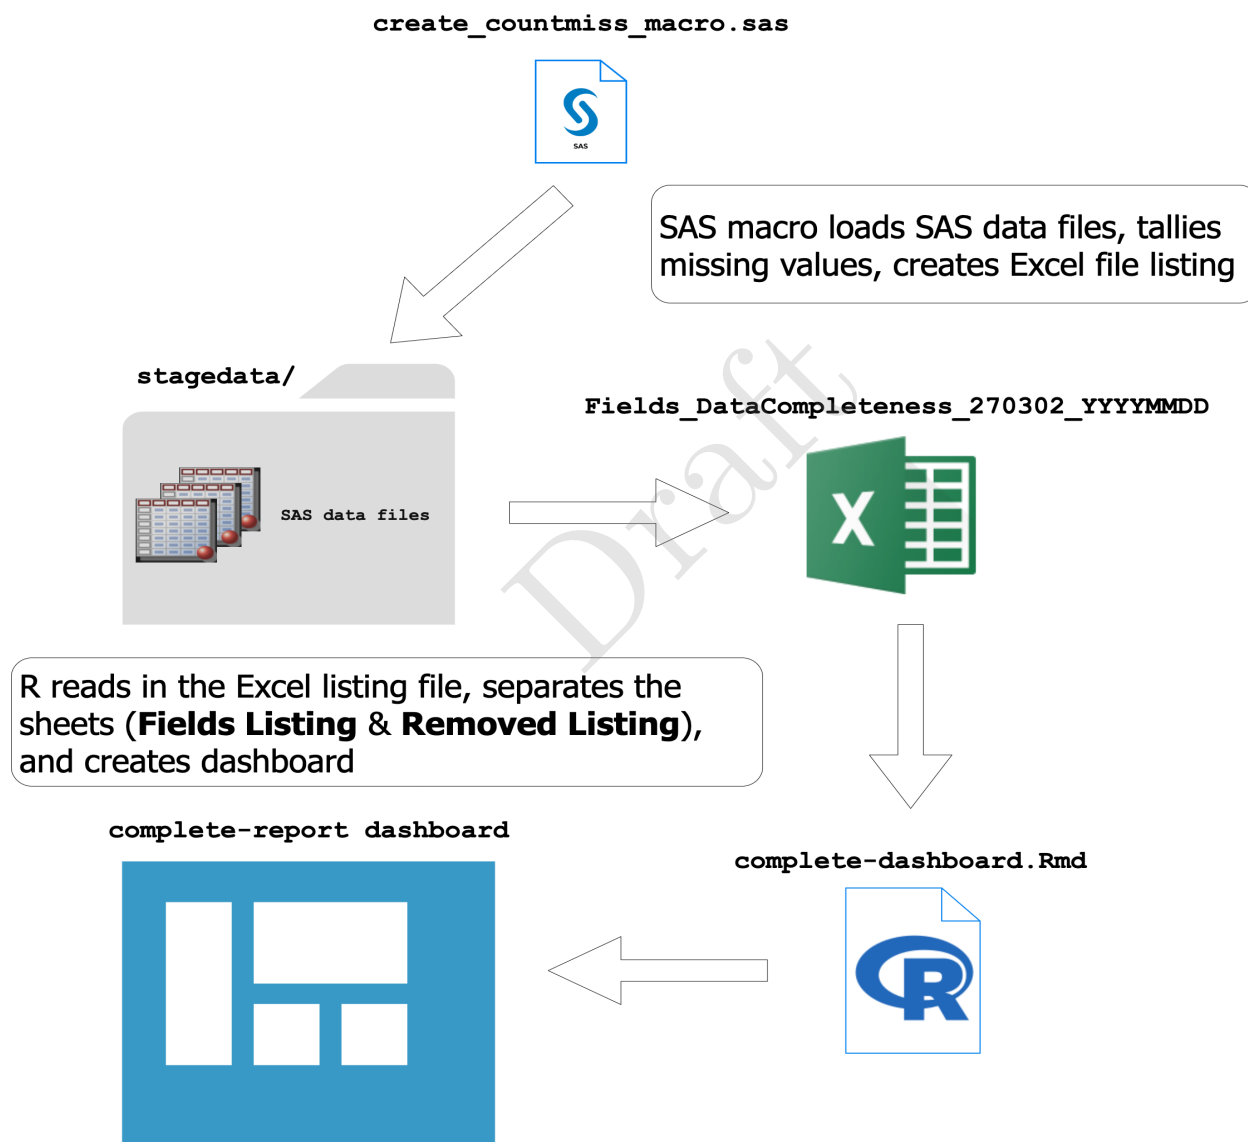 create_countmiss_macro.sas
SAS
SAS macro loads SAS data files, tallies
missing values, creates Excel file listing
stagedata/
Fields_DataCompleteness_270302_YYYYMMDD
SAS data files
X
Draft
R reads in the Excel listing file, separates the
sheets (Fields Listing & Removed Listing),
and creates dashboard
complete-report dashboard
complete-dashboard.Rmd
R